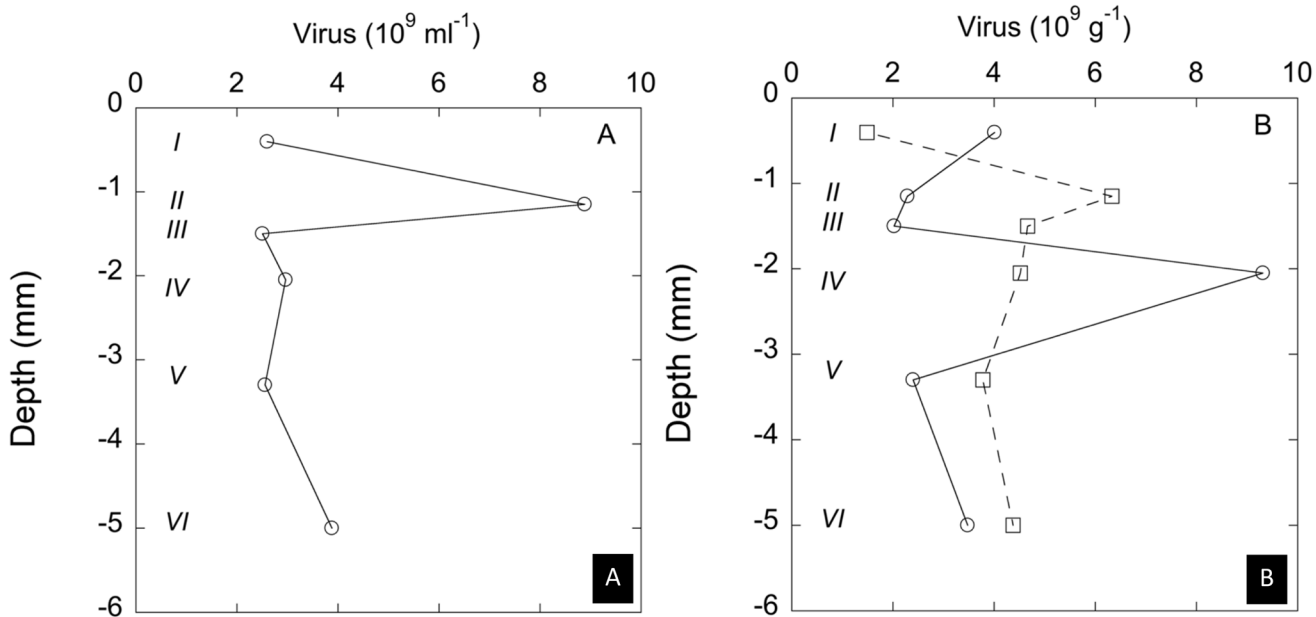 Virus (10⁹ ml⁻¹)
0 2 4 6 8 10
0
-1
-2
-3
-4
-5
-6
Depth (mm)
I
II
III
IV
V
VI
A
A
Virus (10⁹ g⁻¹)
0 2 4 6 8 10
0
-1
-2
-3
-4
-5
-6
Depth (mm)
I
II
III
IV
V
VI
B
B